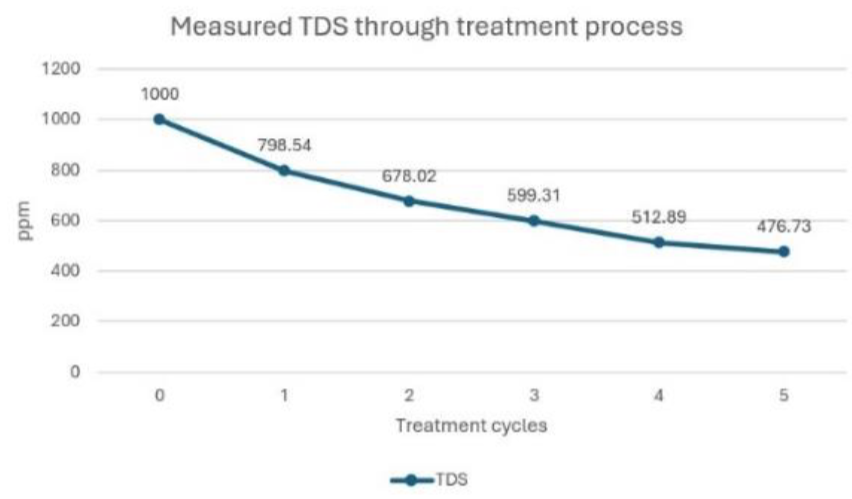 Measured TDS through treatment process
1200
1000
800
600
400
200
0
ppm
1000
798.54
678.02
599.31
512.89
476.73
0 1 2 3 4 5
Treatment cycles
TDS